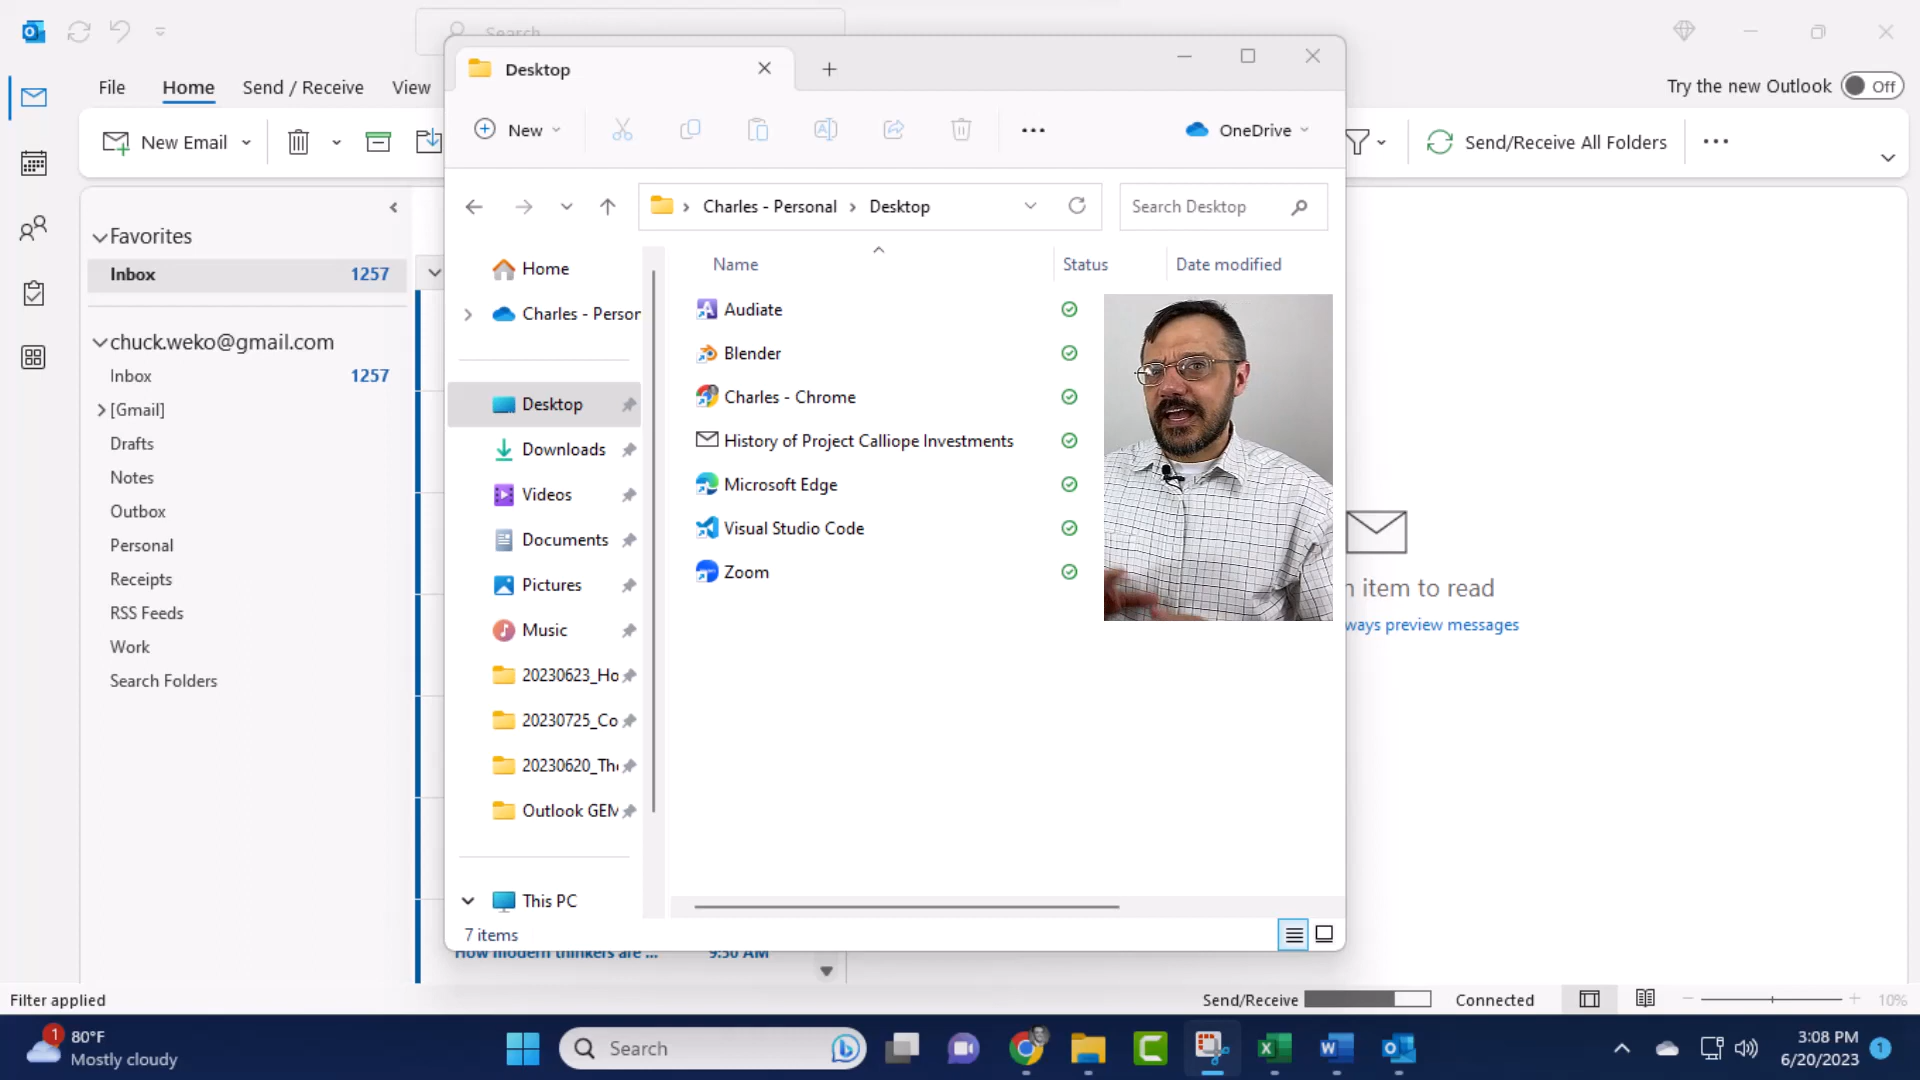 Search
File
Home
Send / Receive
View
Try the new Outlook
Off
New Email
Send/Receive All Folders
Favorites
Inbox 1257
chuck.weko@gmail.com
Inbox 1257
[Gmail]
Drafts
Notes
Outbox
Personal
Receipts
RSS Feeds
Work
Search Folders
Desktop
New
OneDrive
Charles - Personal > Desktop
Search Desktop
Home
Charles - Person
Desktop
Downloads
Videos
Documents
Pictures
Music
20230623_Ho
20230725_Co
20230620_The
Outlook GEM
This PC
Name
Status
Date modified
Audiate
Blender
Charles - Chrome
History of Project Calliope Investments
Microsoft Edge
Visual Studio Code
Zoom
7 items
item to read
ways preview messages
How modern thinkers are ... 9:50 AM
Filter applied
Send/Receive
Connected
10%
1
80°F
Mostly cloudy
Search
3:08 PM
6/20/2023
1